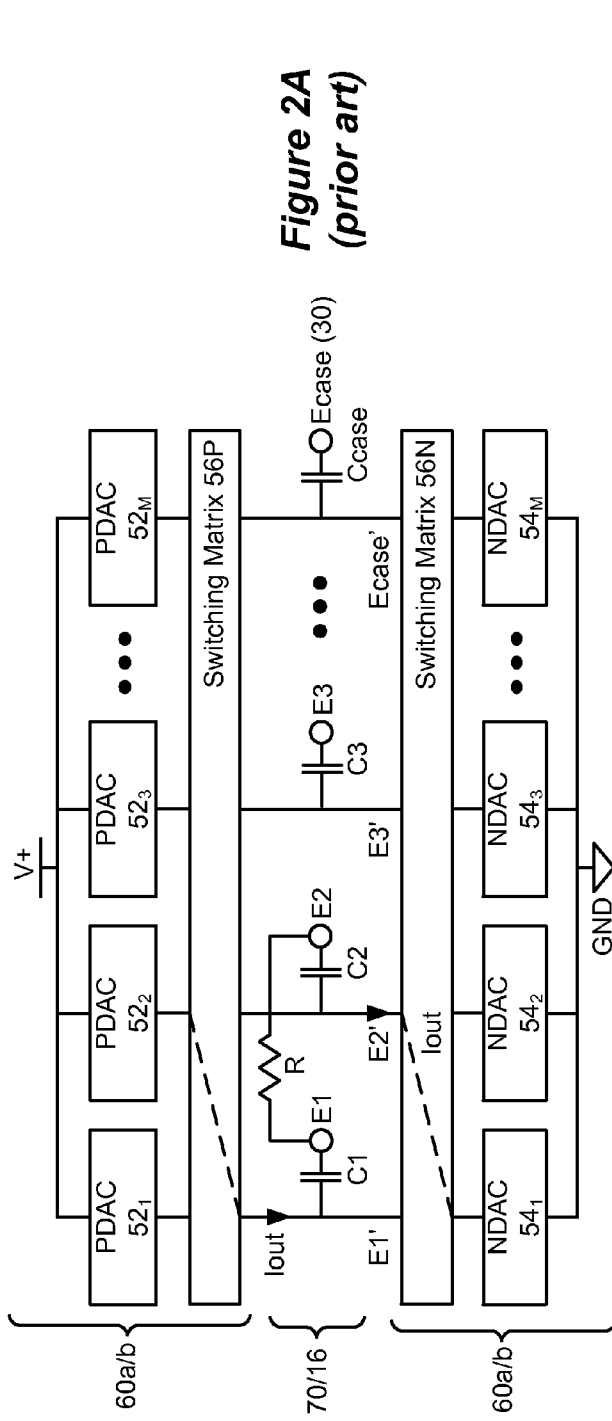 Figure 2A
(prior art)
V+
60a/b
PDAC
52₁
PDAC
52₂
PDAC
52₃
PDAC
52M
Switching Matrix 56P
70/16
Iout
C1
E1
R
C2
E2
C3
E3
Ccase
Ecase (30)
E1'
E2'
E3'
Ecase'
60a/b
Switching Matrix 56N
Iout
NDAC
54₁
NDAC
54₂
NDAC
54₃
NDAC
54M
GND